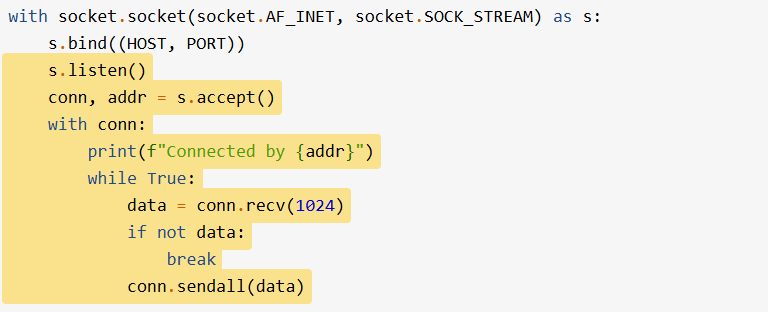 with socket.socket(socket.AF_INET, socket.SOCK_STREAM) as s:
    s.bind((HOST, PORT))
    s.listen()
    conn, addr = s.accept()
    with conn:
        print(f"Connected by {addr}")
        while True:
            data = conn.recv(1024)
            if not data:
                break
            conn.sendall(data)